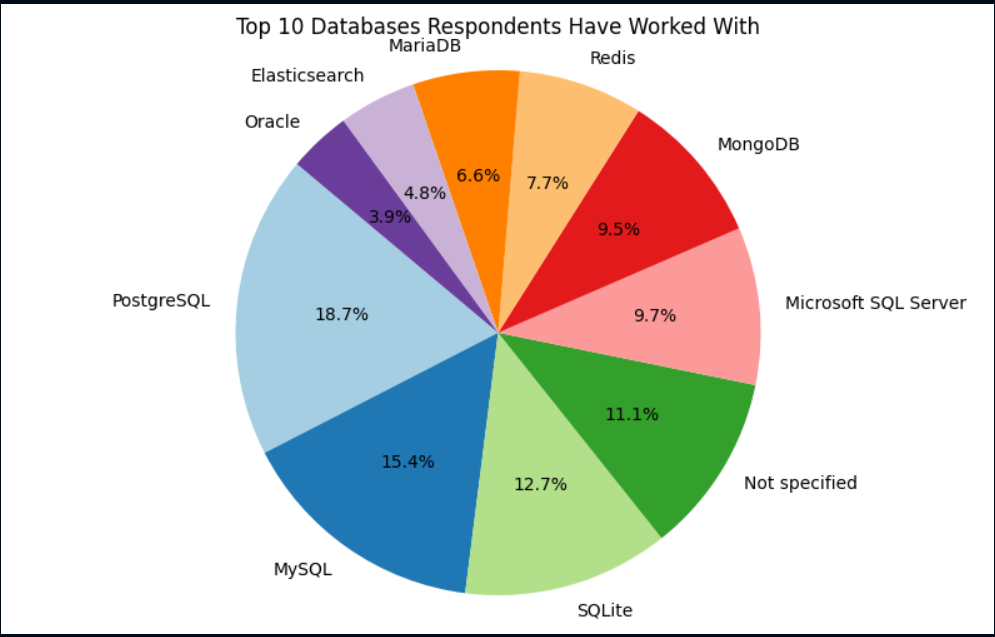 Top 10 Databases Respondents Have Worked With
MariaDB
Redis
Elasticsearch
Oracle
MongoDB
6.6%
7.7%
4.8%
3.9%
9.5%
PostgreSQL
18.7%
9.7%
Microsoft SQL Server
11.1%
15.4%
12.7%
Not specified
MySQL
SQLite